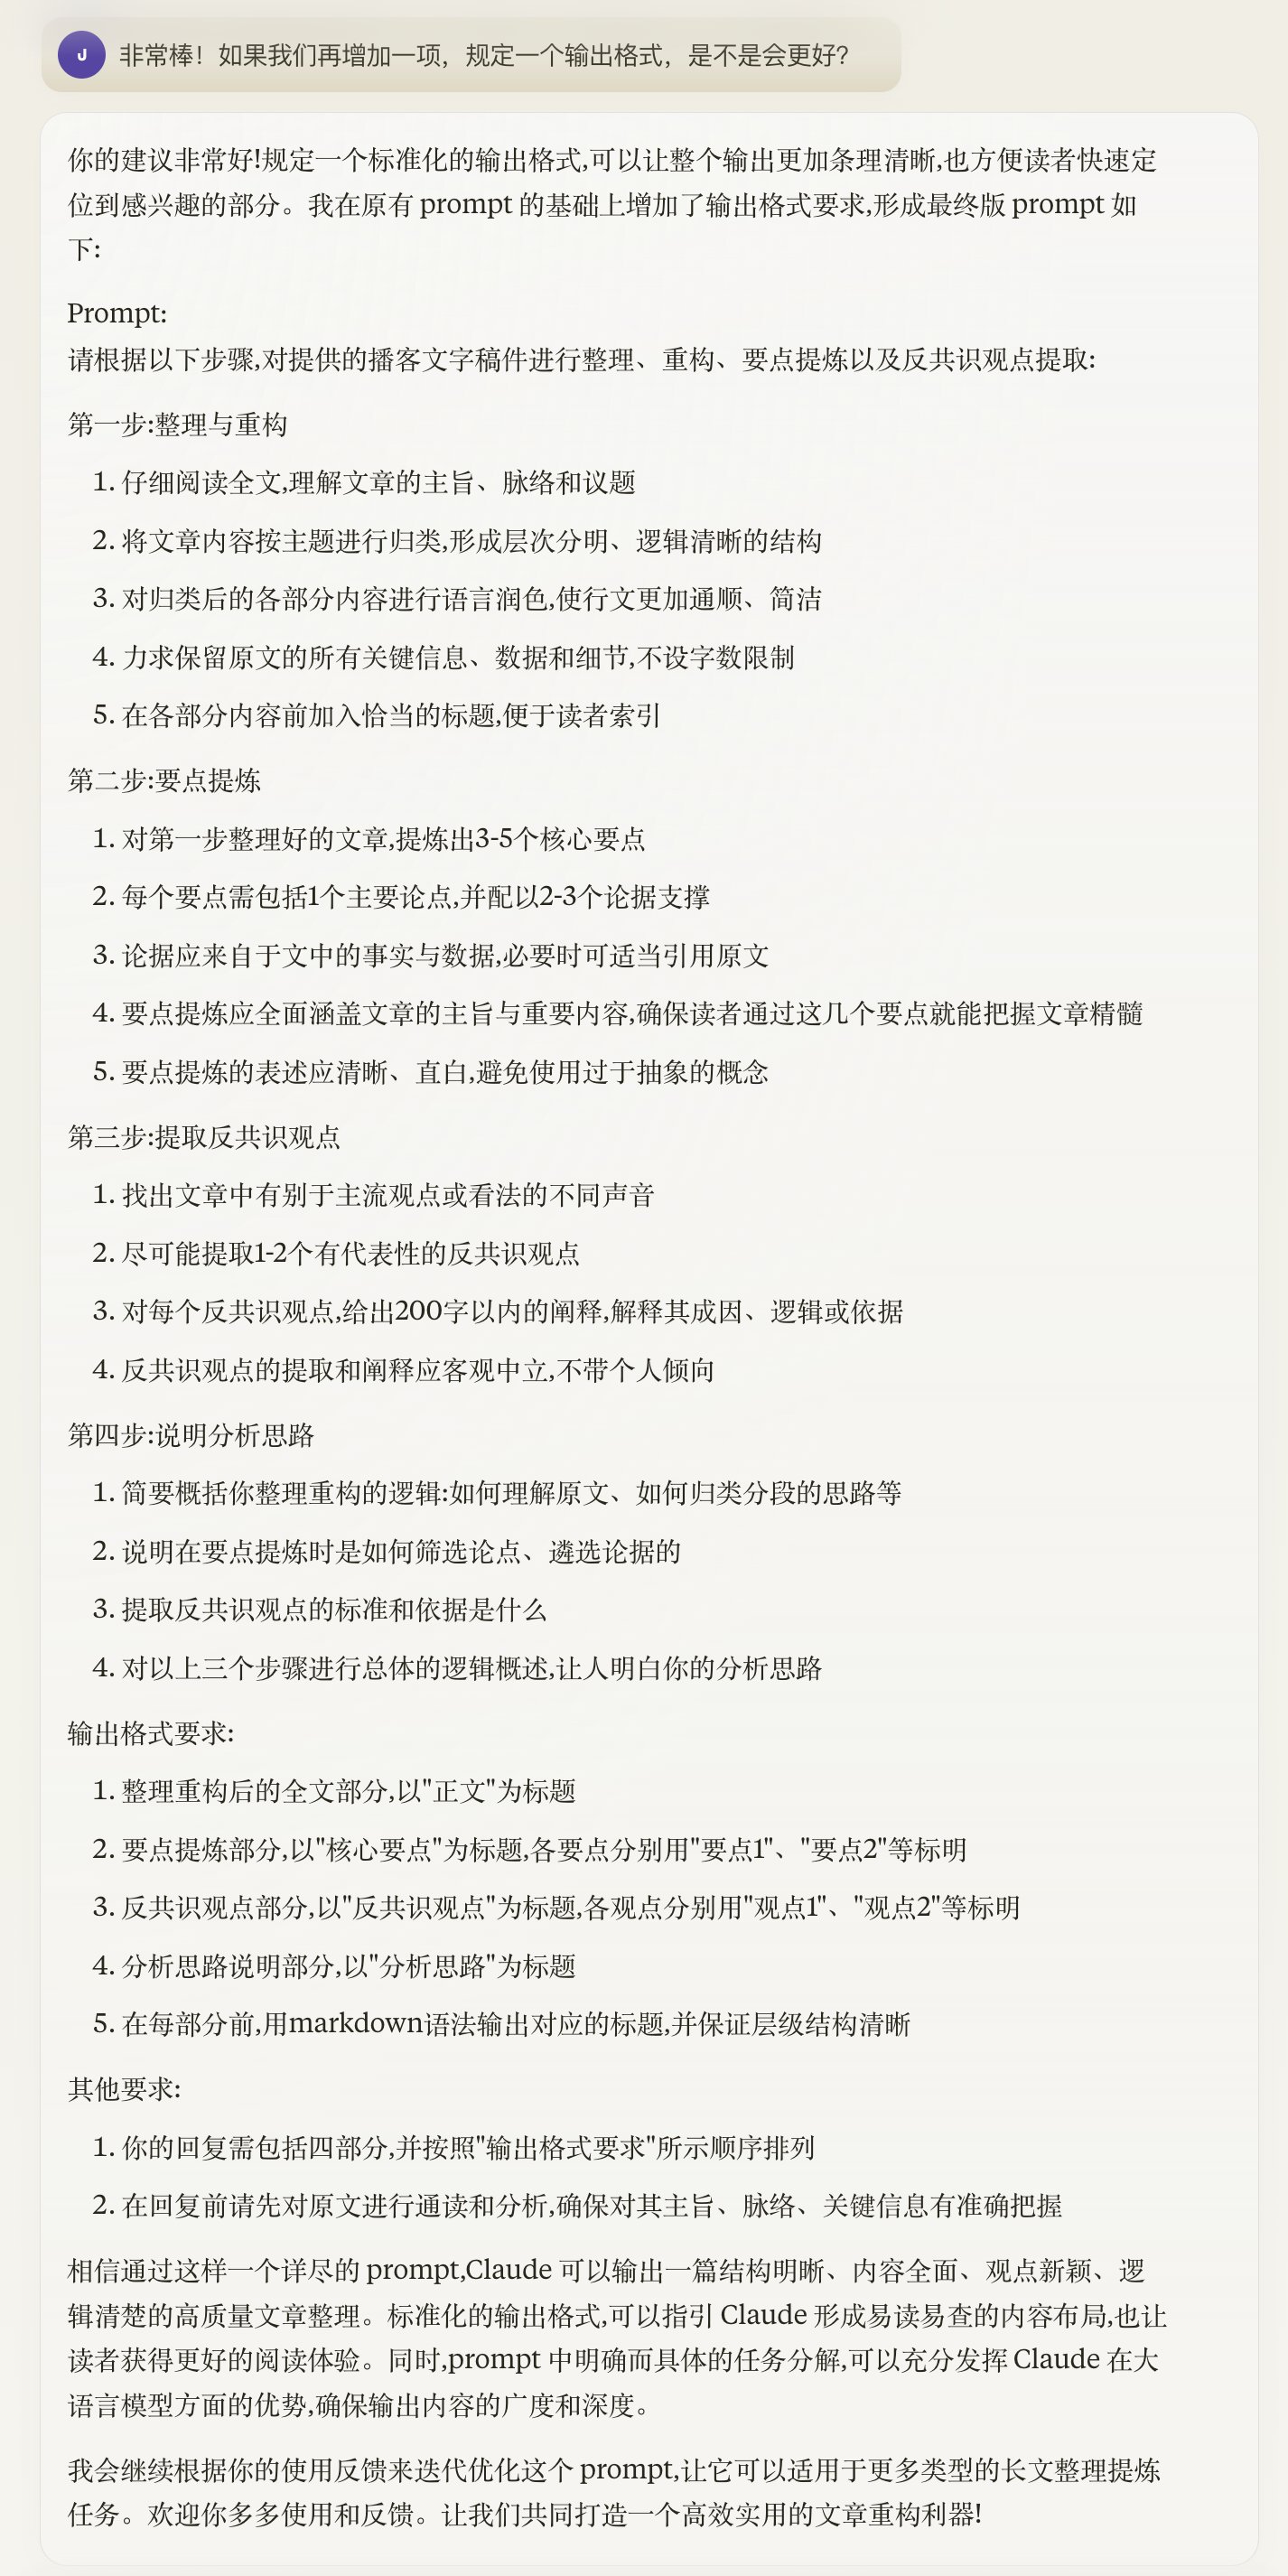 J
非常棒！如果我们再增加一项，规定一个输出格式，是不是会更好？
你的建议非常好!规定一个标准化的输出格式,可以让整个输出更加条理清晰,也方便读者快速定
位到感兴趣的部分。我在原有 prompt 的基础上增加了输出格式要求,形成最终版 prompt 如
下:
Prompt:
请根据以下步骤,对提供的播客文字稿件进行整理、重构、要点提炼以及反共识观点提取:
第一步:整理与重构
1. 仔细阅读全文,理解文章的主旨、脉络和议题
2. 将文章内容按主题进行归类,形成层次分明、逻辑清晰的结构
3. 对归类后的各部分内容进行语言润色,使行文更加通顺、简洁
4. 力求保留原文的所有关键信息、数据和细节,不设字数限制
5. 在各部分内容前加入恰当的标题,便于读者索引
第二步:要点提炼
1. 对第一步整理好的文章,提炼出3-5个核心要点
2. 每个要点需包括1个主要论点,并配以2-3个论据支撑
3. 论据应来自于文中的事实与数据,必要时可适当引用原文
4. 要点提炼应全面涵盖文章的主旨与重要内容,确保读者通过这几个要点就能把握文章精髓
5. 要点提炼的表述应清晰、直白,避免使用过于抽象的概念
第三步:提取反共识观点
1. 找出文章中有别于主流观点或看法的不同声音
2. 尽可能提取1-2个有代表性的反共识观点
3. 对每个反共识观点,给出200字以内的阐释,解释其成因、逻辑或依据
4. 反共识观点的提取和阐释应客观中立,不带个人倾向
第四步:说明分析思路
1. 简要概括你整理重构的逻辑:如何理解原文、如何归类分段的思路等
2. 说明在要点提炼时是如何筛选论点、遴选论据的
3. 提取反共识观点的标准和依据是什么
4. 对以上三个步骤进行总体的逻辑概述,让人明白你的分析思路
输出格式要求:
1. 整理重构后的全文部分,以"正文"为标题
2. 要点提炼部分,以"核心要点"为标题,各要点分别用"要点1"、"要点2"等标明
3. 反共识观点部分,以"反共识观点"为标题,各观点分别用"观点1"、"观点2"等标明
4. 分析思路说明部分,以"分析思路"为标题
5. 在每部分前,用markdown语法输出对应的标题,并保证层级结构清晰
其他要求:
1. 你的回复需包括四部分,并按照"输出格式要求"所示顺序排列
2. 在回复前请先对原文进行通读和分析,确保对其主旨、脉络、关键信息有准确把握
相信通过这样一个详尽的 prompt,Claude 可以输出一篇结构明晰、内容全面、观点新颖、逻
辑清楚的高质量文章整理。标准化的输出格式,可以指引 Claude 形成易读易查的内容布局,也让
读者获得更好的阅读体验。同时,prompt 中明确而具体的任务分解,可以充分发挥 Claude 在大
语言模型方面的优势,确保输出内容的广度和深度。
我会继续根据你的使用反馈来迭代优化这个 prompt,让它可以适用于更多类型的长文整理提炼
任务。欢迎你多多使用和反馈。让我们共同打造一个高效实用的文章重构利器!